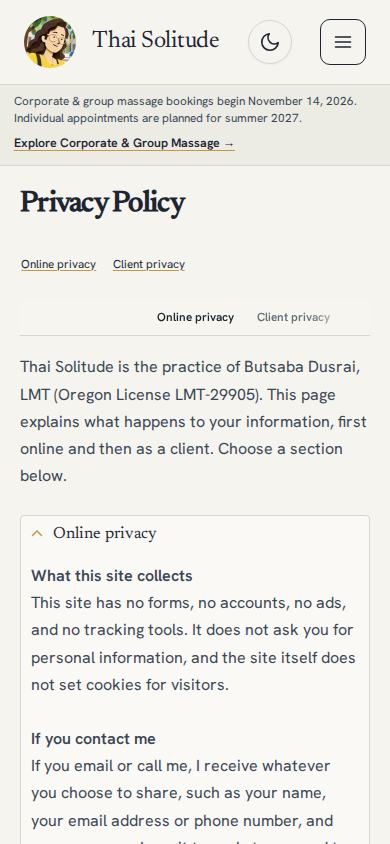 Thai Solitude
Corporate & group massage bookings begin November 14, 2026.
Individual appointments are planned for summer 2027.
Explore Corporate & Group Massage →
Privacy Policy
Online privacy Client privacy
Online privacy Client privacy
Thai Solitude is the practice of Butsaba Dusrai,
LMT (Oregon License LMT-29905). This page
explains what happens to your information, first
online and then as a client. Choose a section
below.
Online privacy
What this site collects
This site has no forms, no accounts, no ads,
and no tracking tools. It does not ask you for
personal information, and the site itself does
not set cookies for visitors.
If you contact me
If you email or call me, I receive whatever
you choose to share, such as your name,
your email address or phone number, and